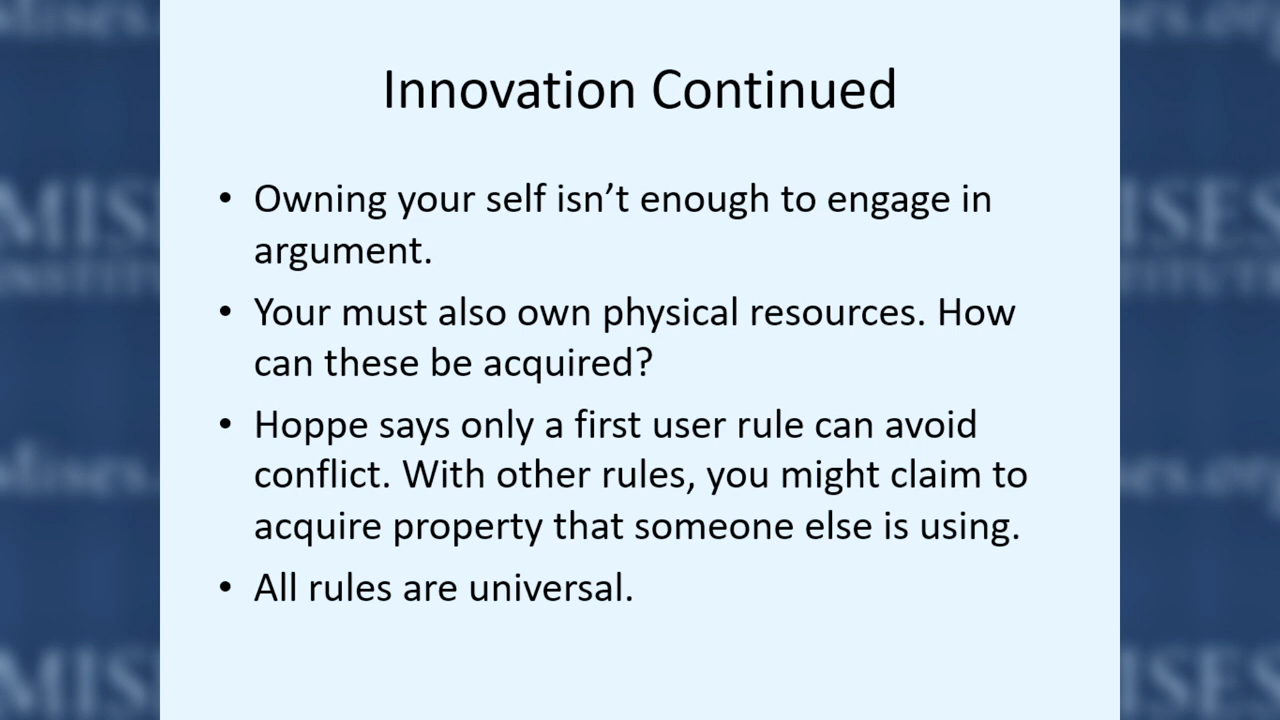 Innovation Continued
• Owning your self isn’t enough to engage in
argument.
• Your must also own physical resources. How
can these be acquired?
• Hoppe says only a first user rule can avoid
conflict. With other rules, you might claim to
acquire property that someone else is using.
• All rules are universal.